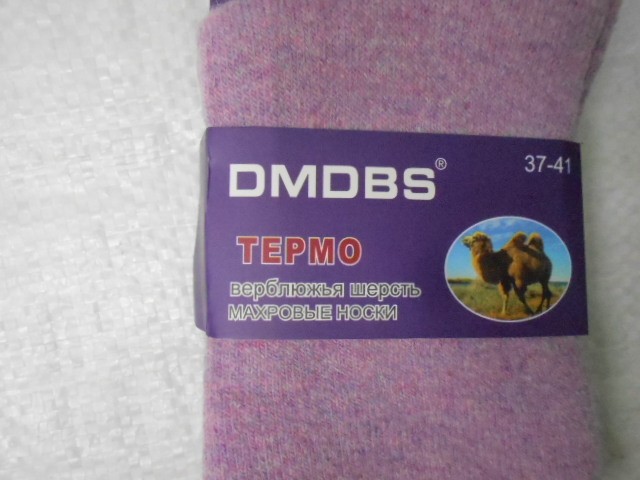 DMDBS®
37-41
ТЕРМО
верблюжья шерсть
МАХРОВЫЕ НОСКИ